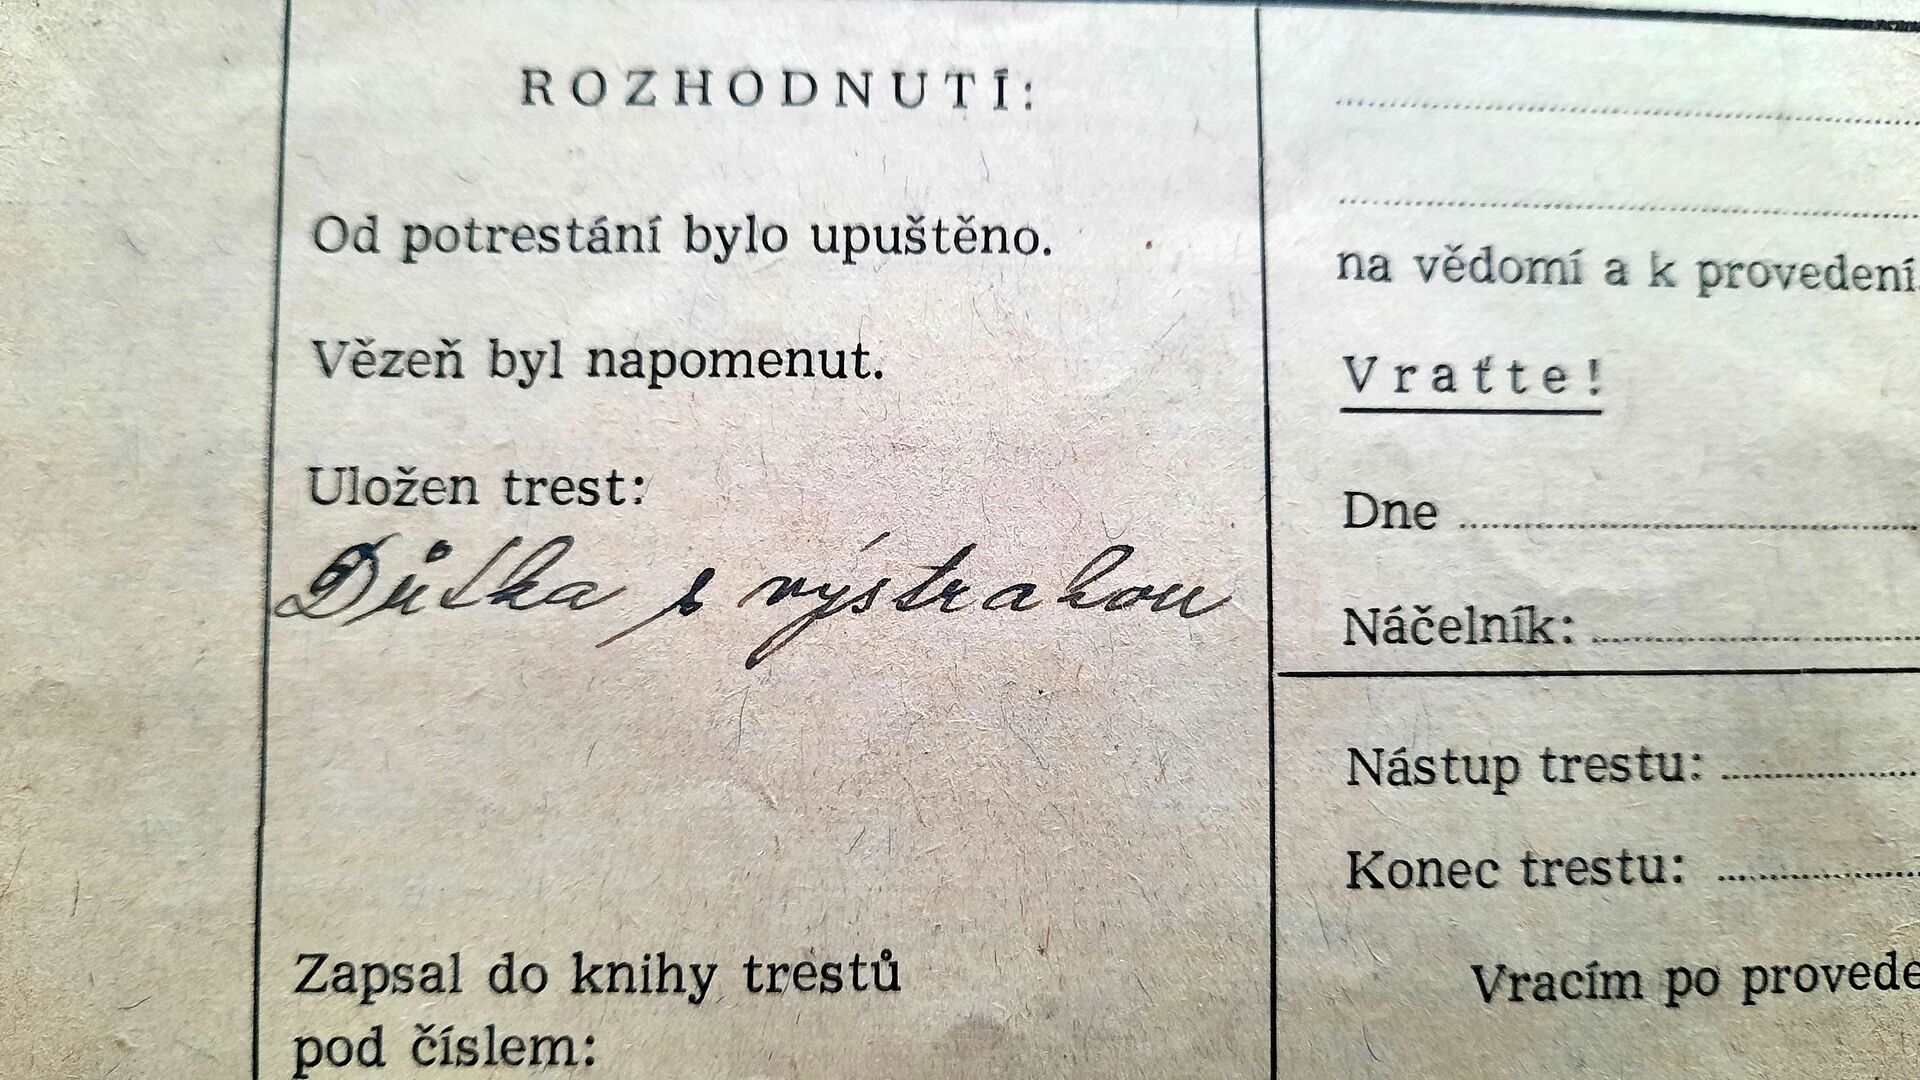 ROZHODNUTÍ:
Od potrestání bylo upuštěno.
Vězeň byl napomenut.
Uložen trest:
Důtka s výstrahou
Zapsal do knihy trestů
pod číslem:
na vědomí a k provedení.
Vraťte!
Dne
Náčelník:
Nástup trestu:
Konec trestu:
Vracím po provede